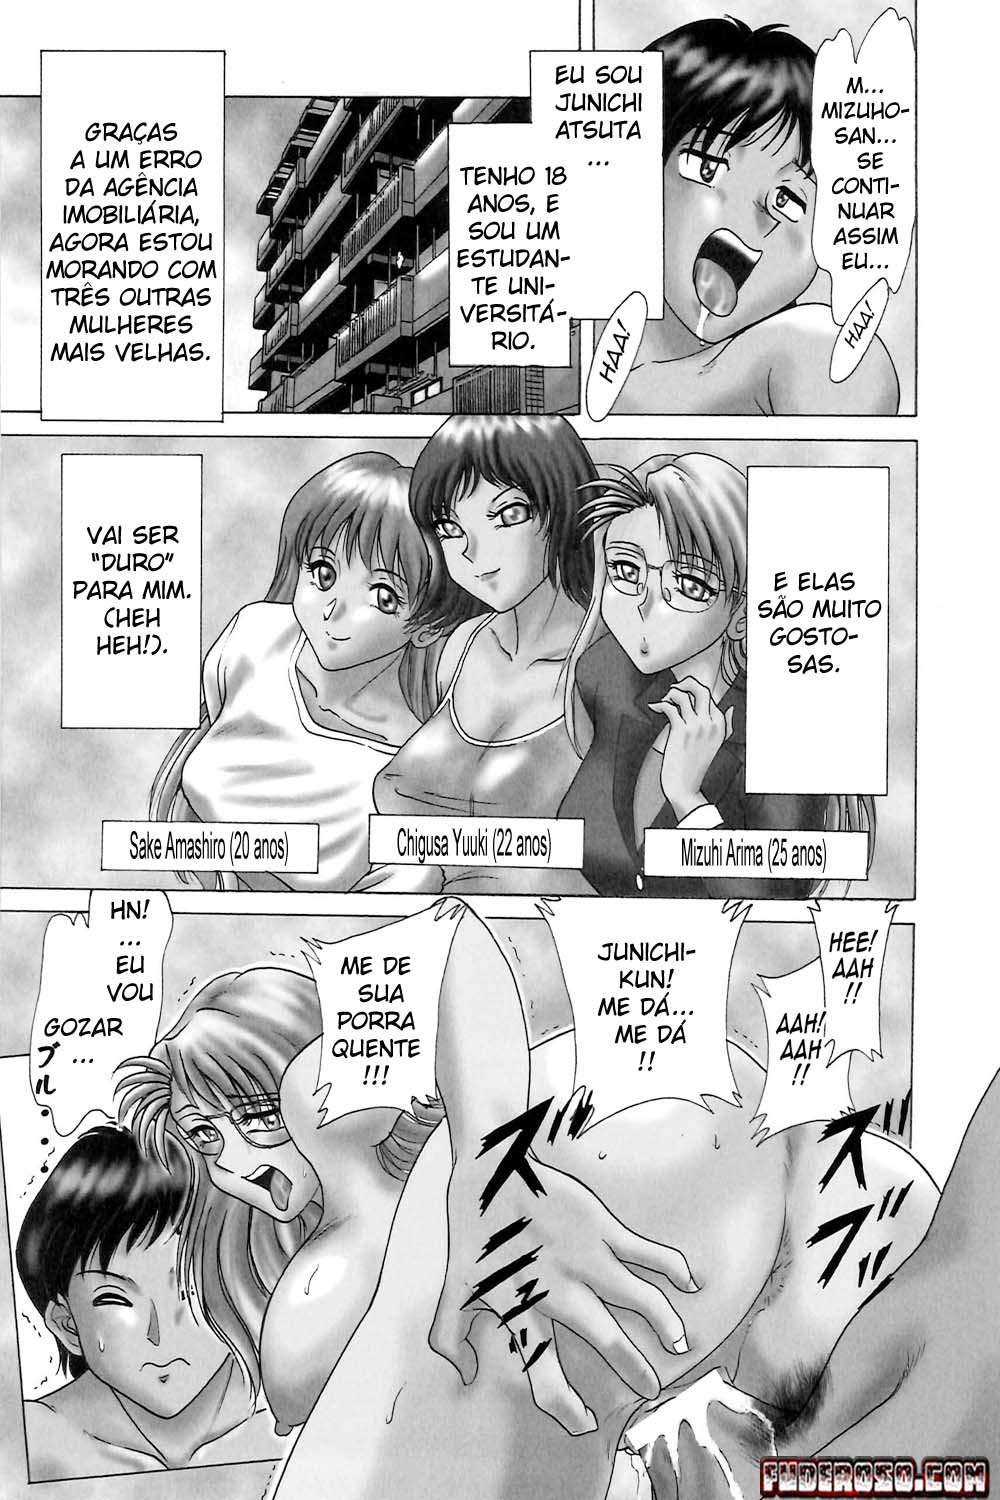 M...
MIZUHO-
SAN...
SE
CONTI-
NUAR
ASSIM
EU...
HAA!
HAA!
EU SOU
JUNICHI
ATSUTA
...
TENHO 18
ANOS, E
SOU UM
ESTUDAN-
TE UNI-
VERSITÁ-
RIO.
GRAÇAS
A UM ERRO
DA AGÊNCIA
IMOBILIÁRIA,
AGORA ESTOU
MORANDO COM
TRÊS OUTRAS
MULHERES
MAIS VELHAS.
E ELAS
SÃO MUITO
GOSTO-
SAS.
VAI SER
"DURO"
PARA MIM.
(HEH
HEH!).
Sake Amashiro (20 anos)
Chigusa Yuuki (22 anos)
Mizuhi Arima (25 anos)
HEE!
AAH
!!
AAH!
AAH
!!
JUNICHI-
KUN!
ME DÁ...
ME DÁ
!!
ME DE
SUA
PORRA
QUENTE
!!!
HN!
...
EU
VOU
GOZAR
...
ブル
ズブズ
FUDEROSO.COM